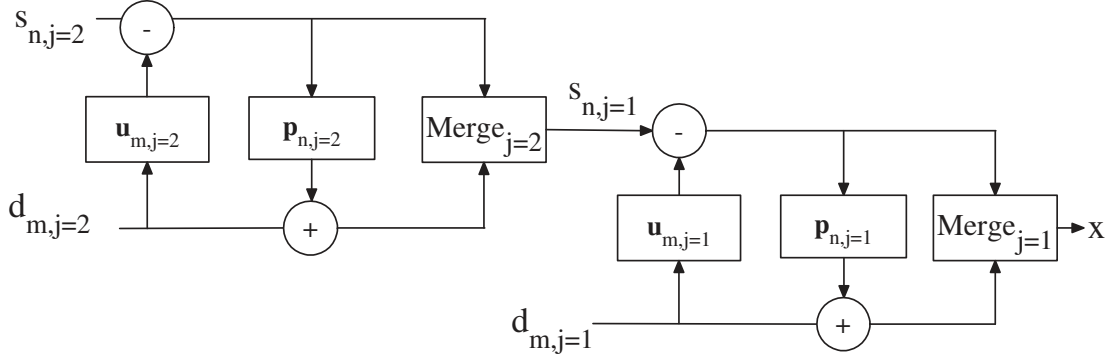 s_{n,j=2}
-
u_{m,j=2}
p_{n,j=2}
Merge_{j=2}
d_{m,j=2}
+
s_{n,j=1}
-
u_{m,j=1}
p_{n,j=1}
Merge_{j=1}
x
d_{m,j=1}
+